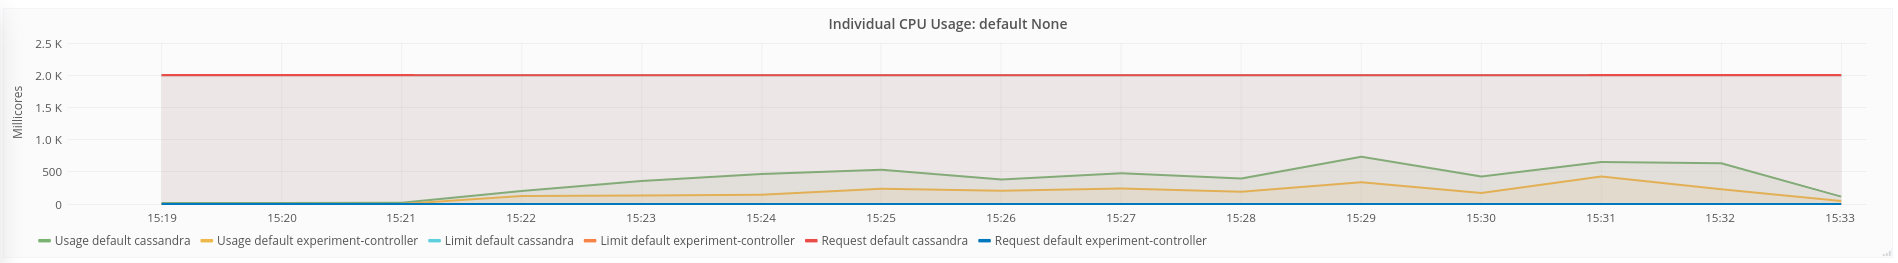 Individual CPU Usage: default None
Millicores
2.5 K
2.0 K
1.5 K
1.0 K
500
0
15:19 15:20 15:21 15:22 15:23 15:24 15:25 15:26 15:27 15:28 15:29 15:30 15:31 15:32 15:33
Usage default cassandra Usage default experiment-controller Limit default cassandra Limit default experiment-controller Request default cassandra Request default experiment-controller